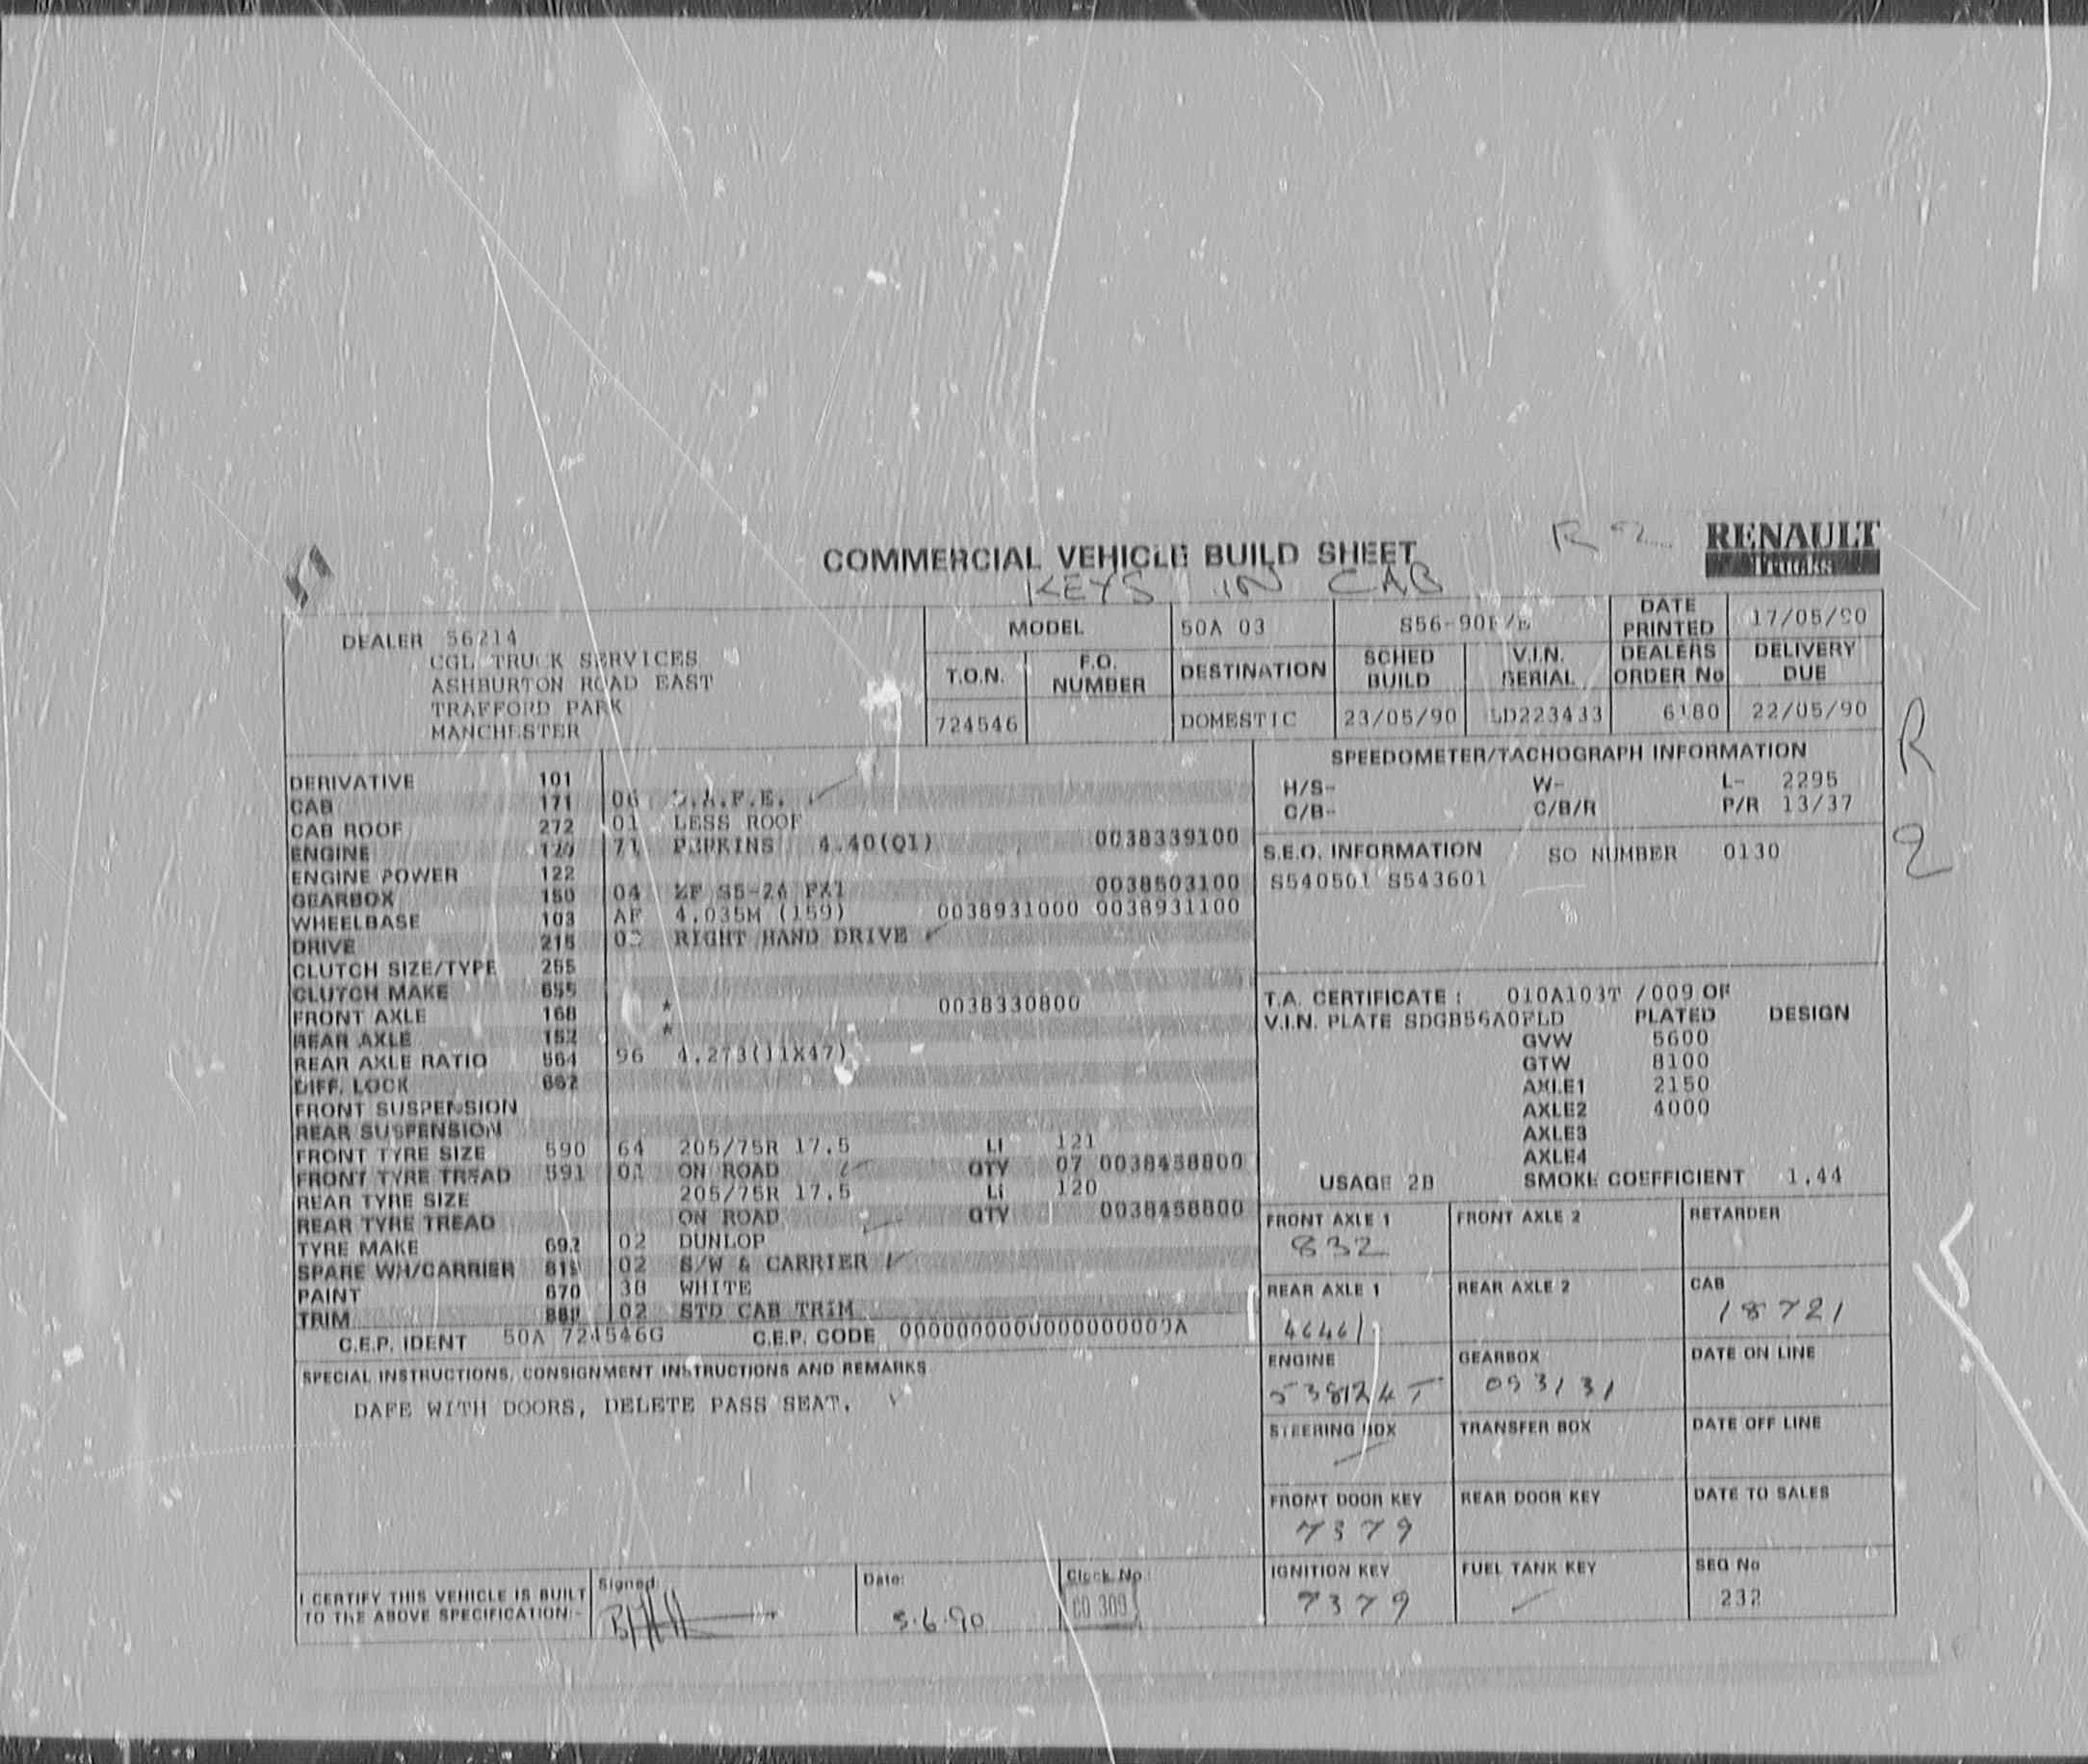 COMMERCIAL VEHICLE BUILD SHEET
R 2
RENAULT
TRUCKS
KEYS IN CAB
DEALER 56214
CGL TRUCK SERVICES
ASHBURTON ROAD EAST
TRAFFORD PARK
MANCHESTER
MODEL 50A 03 DATE PRINTED 17/05/90
T.O.N. F.O. NUMBER DESTINATION SCHED BUILD V.I.N. SERIAL DEALERS ORDER No DELIVERY DUE
724546 DOMESTIC 23/05/90 LD223433 6180 22/05/90
R
2
DERIVATIVE 101
CAB 171 06
CAB ROOF 272 01 LESS ROOF
ENGINE 71 4.40(Q1) 0038339100
ENGINE POWER 122
GEARBOX 150 04 0038503100
WHEELBASE 103 AF 4.035M (159) 0038931000 0038931100
DRIVE 215 RIGHT HAND DRIVE
CLUTCH SIZE/TYPE 255
CLUTCH MAKE 655
FRONT AXLE 168 * 0038330800
REAR AXLE 152 *
REAR AXLE RATIO 564 96 4.273(11X47)
DIFF. LOCK 662
FRONT SUSPENSION
REAR SUSPENSION
FRONT TYRE SIZE 590 64 205/75R 17.5 LI 121
FRONT TYRE TREAD 591 01 ON ROAD QTY 07 0038458800
REAR TYRE SIZE 205/75R 17.5 LI 120
REAR TYRE TREAD ON ROAD QTY 0038458800
TYRE MAKE 692 02 DUNLOP
SPARE WH/CARRIER 02 S/W & CARRIER
PAINT 670 WHITE
TRIM 02 STD CAB TRIM
C.E.P. IDENT 50A 724546G C.E.P. CODE
SPECIAL INSTRUCTIONS, CONSIGNMENT INSTRUCTIONS AND REMARKS
DAFE WITH DOORS, DELETE PASS SEAT.
I CERTIFY THIS VEHICLE IS BUILT
TO THE ABOVE SPECIFICATION:-
Signed:
Date:
5.6.90
Clock No:
CO 309
SPEEDOMETER/TACHOGRAPH INFORMATION
H/S- W- L- 2295
C/B- C/B/R P/R 13/37
S.E.O. INFORMATION SO NUMBER 0130
S540501 S543601
T.A. CERTIFICATE : 010A103T /009 OF
V.I.N. PLATE SDGB56A0FLD PLATED DESIGN
GVW 5600
GTW 8100
AXLE1 2150
AXLE2 4000
AXLE3
AXLE4
USAGE 2B SMOKE COEFFICIENT 1.44
FRONT AXLE 1 FRONT AXLE 2 RETARDER
832
REAR AXLE 1 REAR AXLE 2 CAB
18721
ENGINE GEARBOX DATE ON LINE
093131
STEERING BOX TRANSFER BOX DATE OFF LINE
FRONT DOOR KEY REAR DOOR KEY DATE TO SALES
7379
IGNITION KEY FUEL TANK KEY SEQ No
7379 232